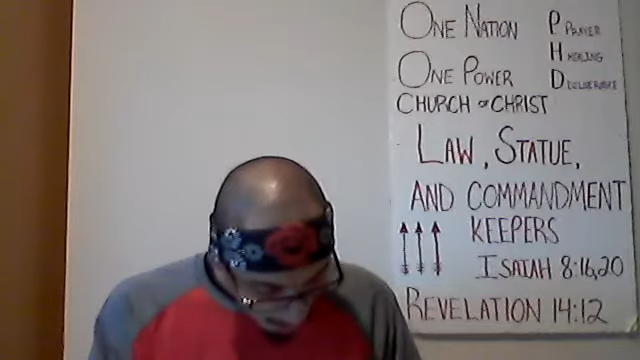 ONE NATION
ONE POWER
CHURCH of CHRIST
P PRAYER
H HEALING
D DELIVERANCE
LAW, STATUE,
AND COMMANDMENT
KEEPERS
ISAIAH 8:16,20
REVELATION 14:12